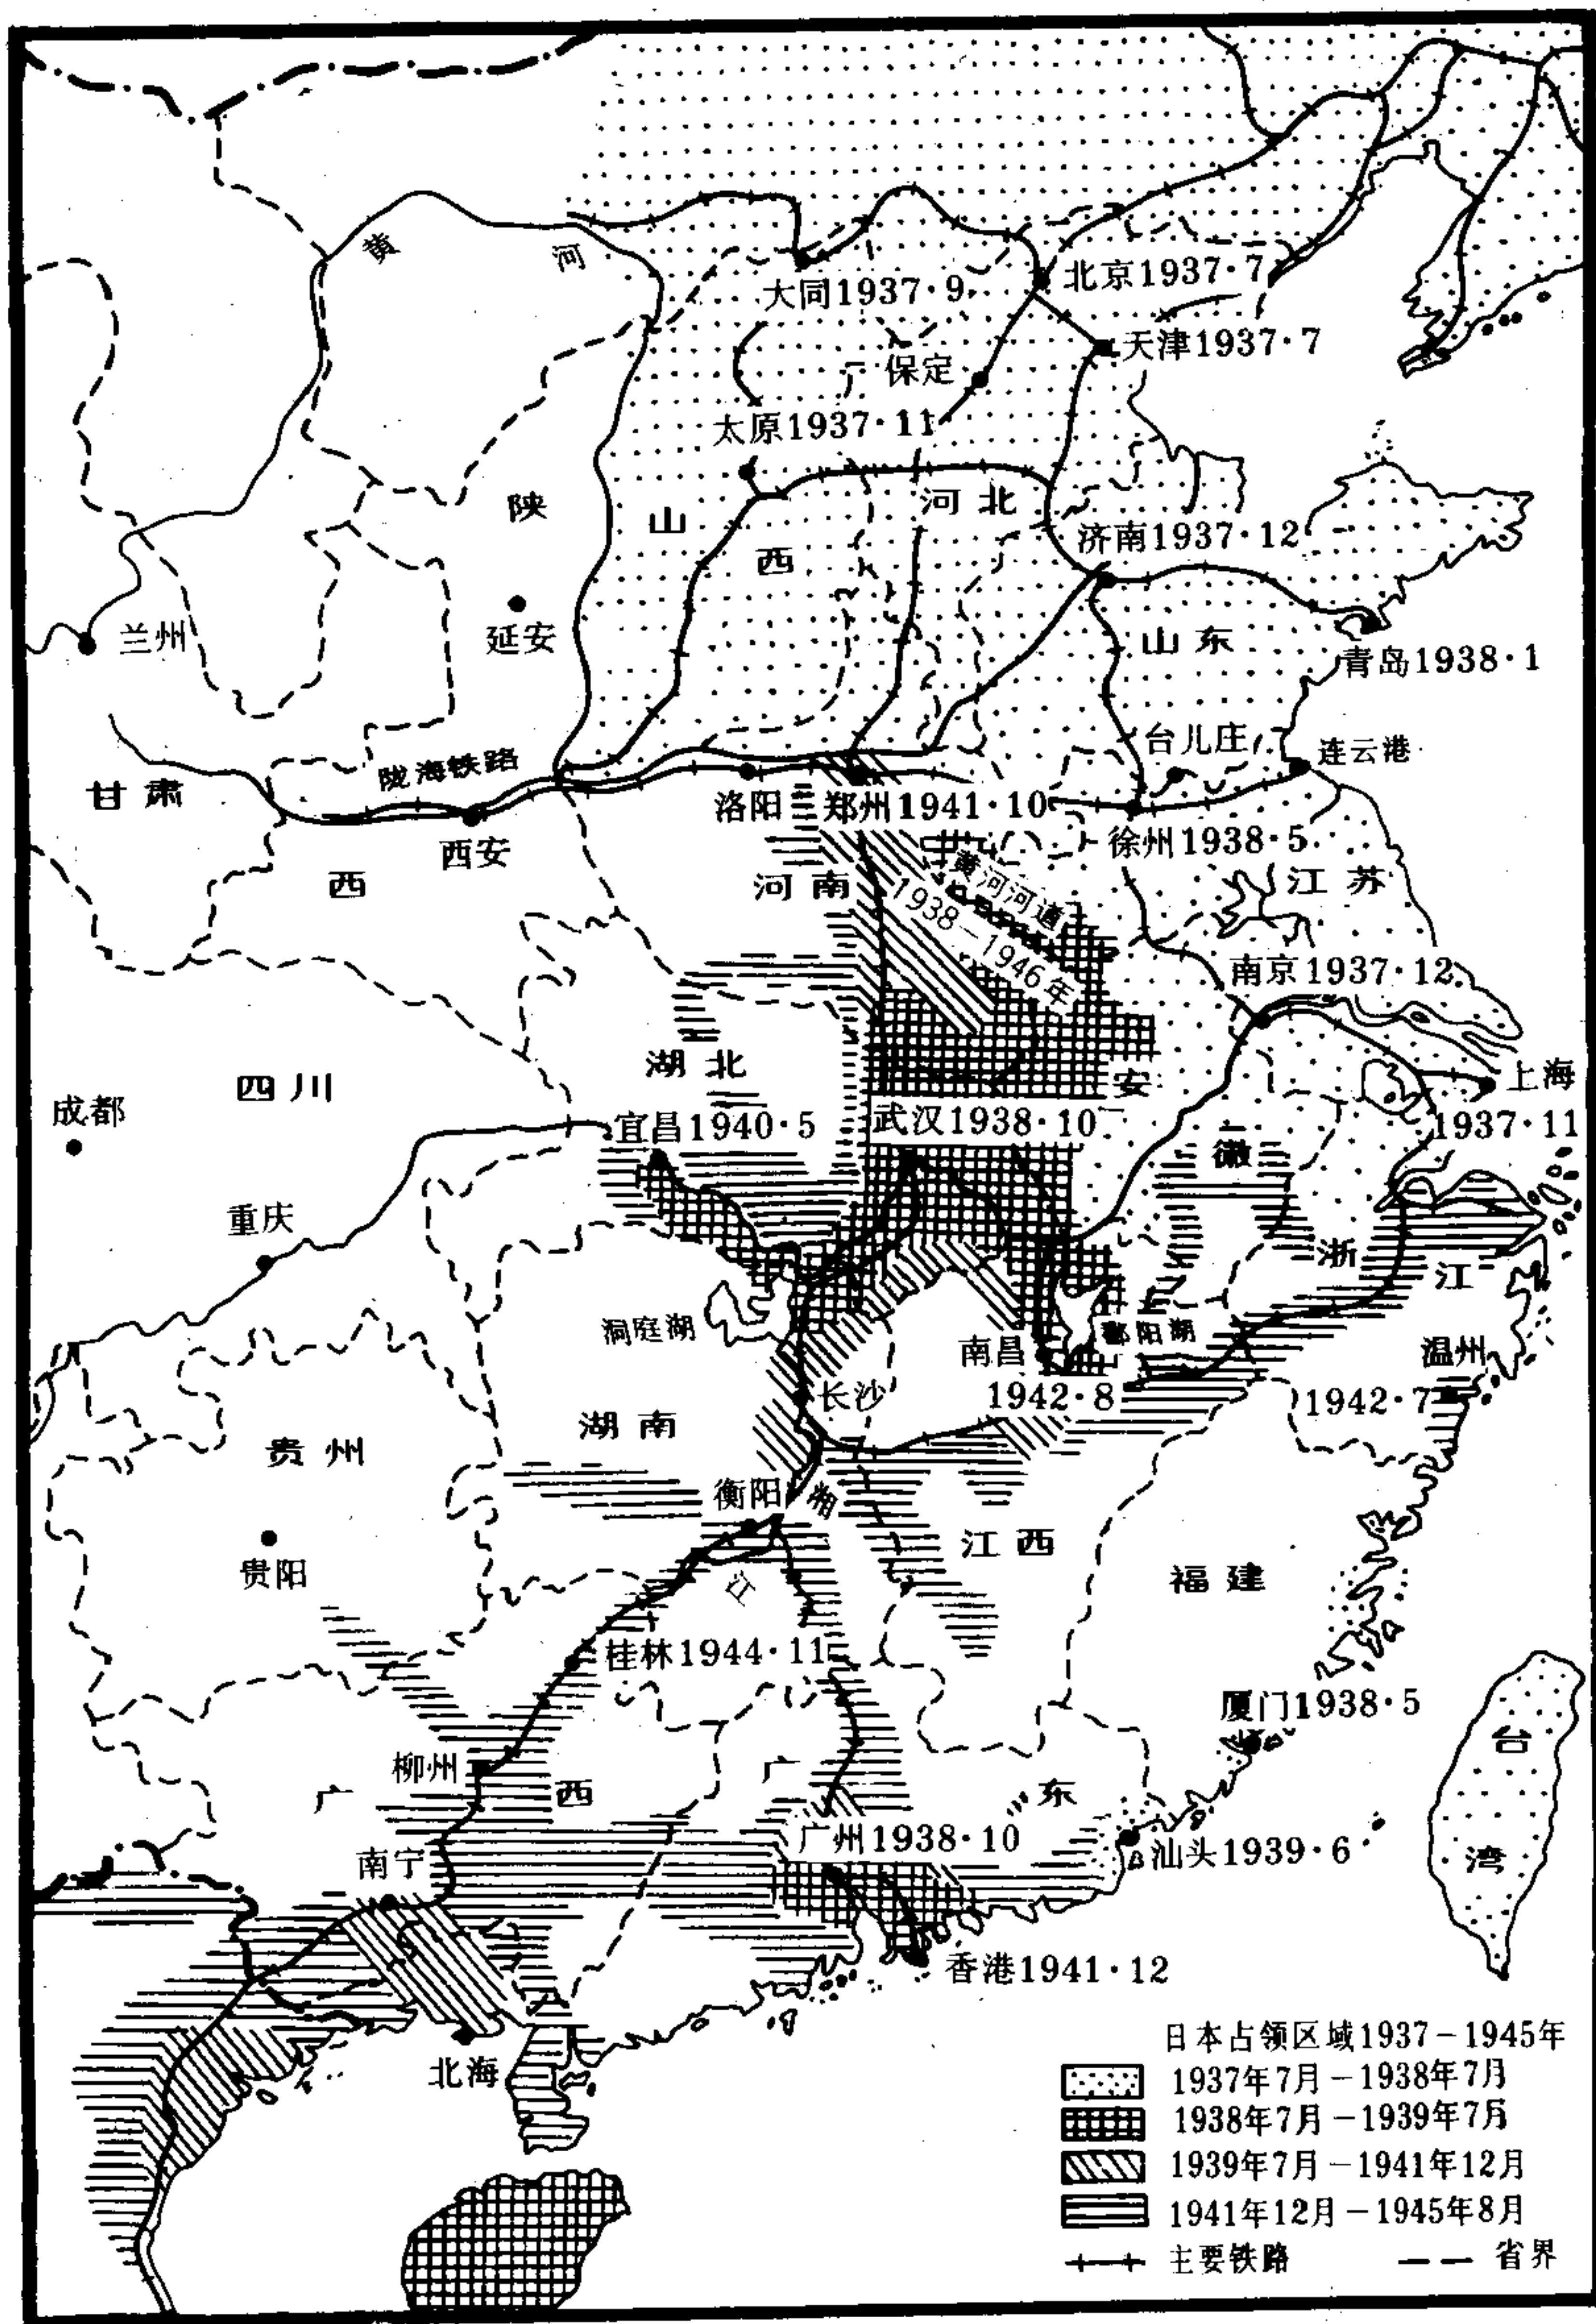 黄
河
大同1937·9
北京1937·7
天津1937·7
保定
太原1937·11
陕
山
河北
西
济南1937·12
延安
兰州
山东
青岛1938·1
台儿庄
连云港
陇海铁路
甘肃
洛阳
郑州1941·10
徐州1938·5
西安
西
河南
黄河河道
1938－1946年
江苏
南京1937·12
湖北
安
上海
1937·11
四川
成都
宜昌1940·5
武汉1938·10
徽
重庆
浙
江
洞庭湖
南昌
鄱阳湖
温州
长沙
1942·8
1942·7
湖南
贵州
衡阳
湘
江西
贵阳
江
福建
桂林1944·11
厦门1938·5
台
柳州
广
西
广
东
广州1938·10
汕头1939·6
湾
南宁
香港1941·12
北海
日本占领区域1937－1945年
1937年7月－1938年7月
1938年7月－1939年7月
1939年7月－1941年12月
1941年12月－1945年8月
主要铁路
省界